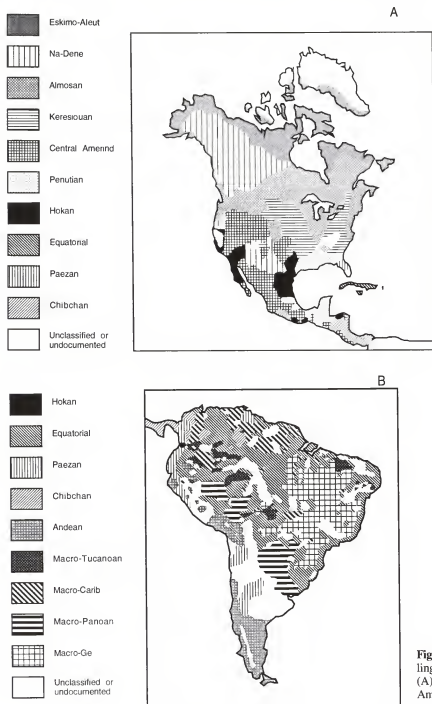 A
Eskimo-Aleut
Na-Dene
Almosan
Keresiouan
Central Amerind
Penutian
Hokan
Equatorial
Paezan
Chibchan
Unclassified or
undocumented
B
Hokan
Equatorial
Paezan
Chibchan
Andean
Macro-Tucanoan
Macro-Carib
Macro-Panoan
Macro-Ge
Unclassified or
undocumented
Fig
ling
(A)
Am